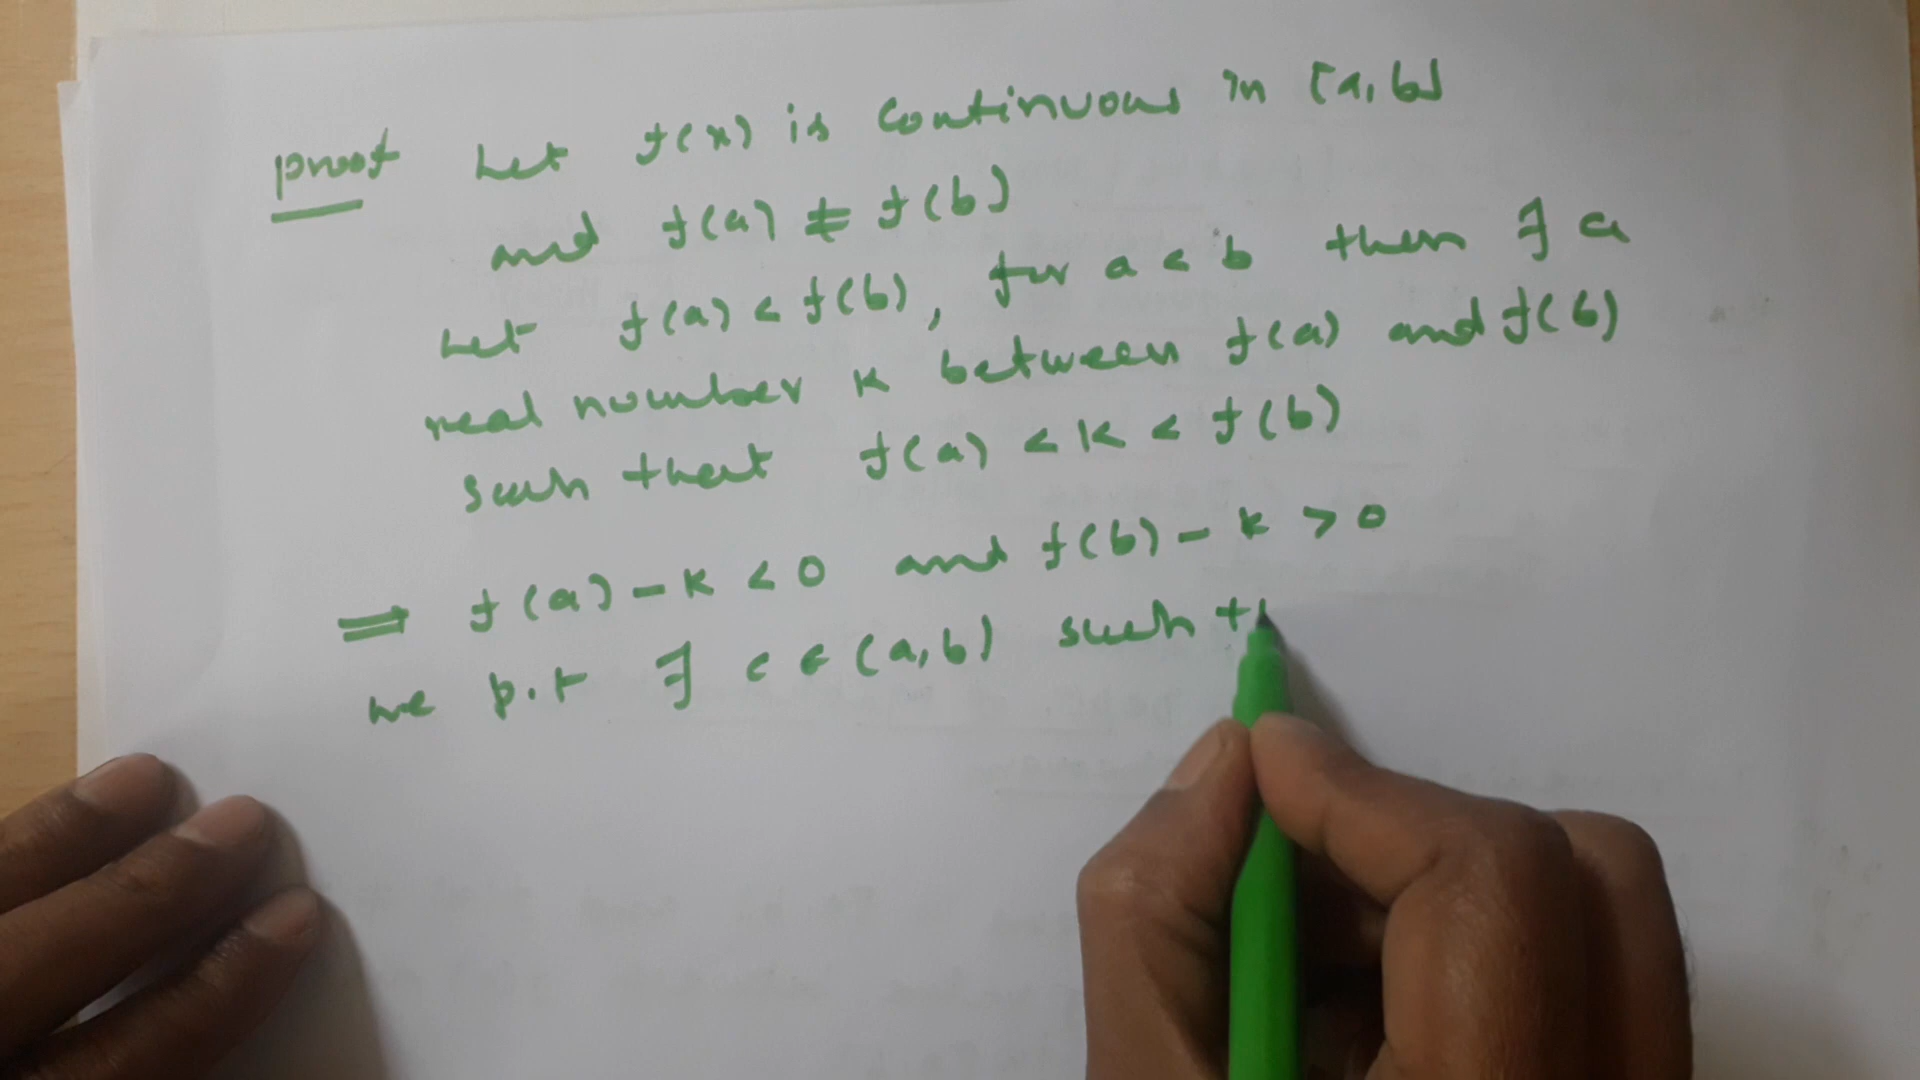 proof Let f(x) is continuous in [a,b]
and f(a) ≠ f(b)
Let f(a) < f(b), for a < b then ∃ a
real number k between f(a) and f(b)
such that f(a) < k < f(b)
⇒ f(a) - k < 0 and f(b) - k > 0
we p.t ∃ c ∈ (a,b) such th